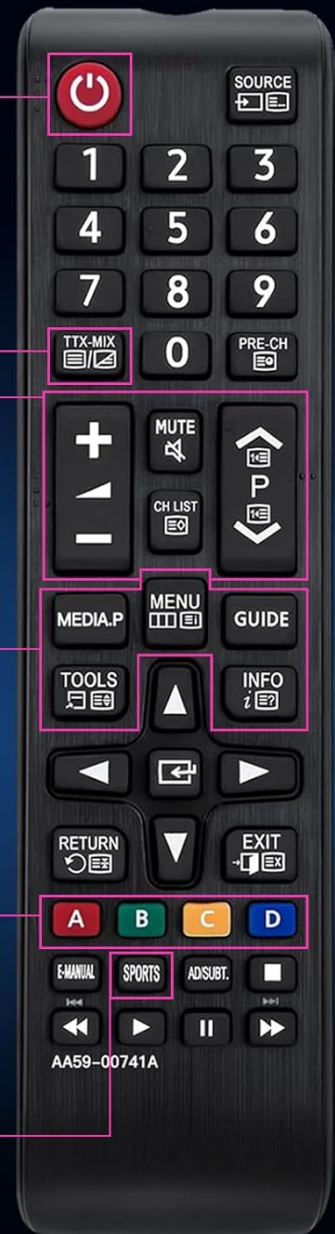 SOURCE
1 2 3
4 5 6
7 8 9
TTX-MIX 0 PRE-CH
+ MUTE
P
− CH LIST
MEDIA.P MENU GUIDE
TOOLS INFO
RETURN EXIT
A B C D
E-MANUAL SPORTS AD/SUBT.
AA59-00741A